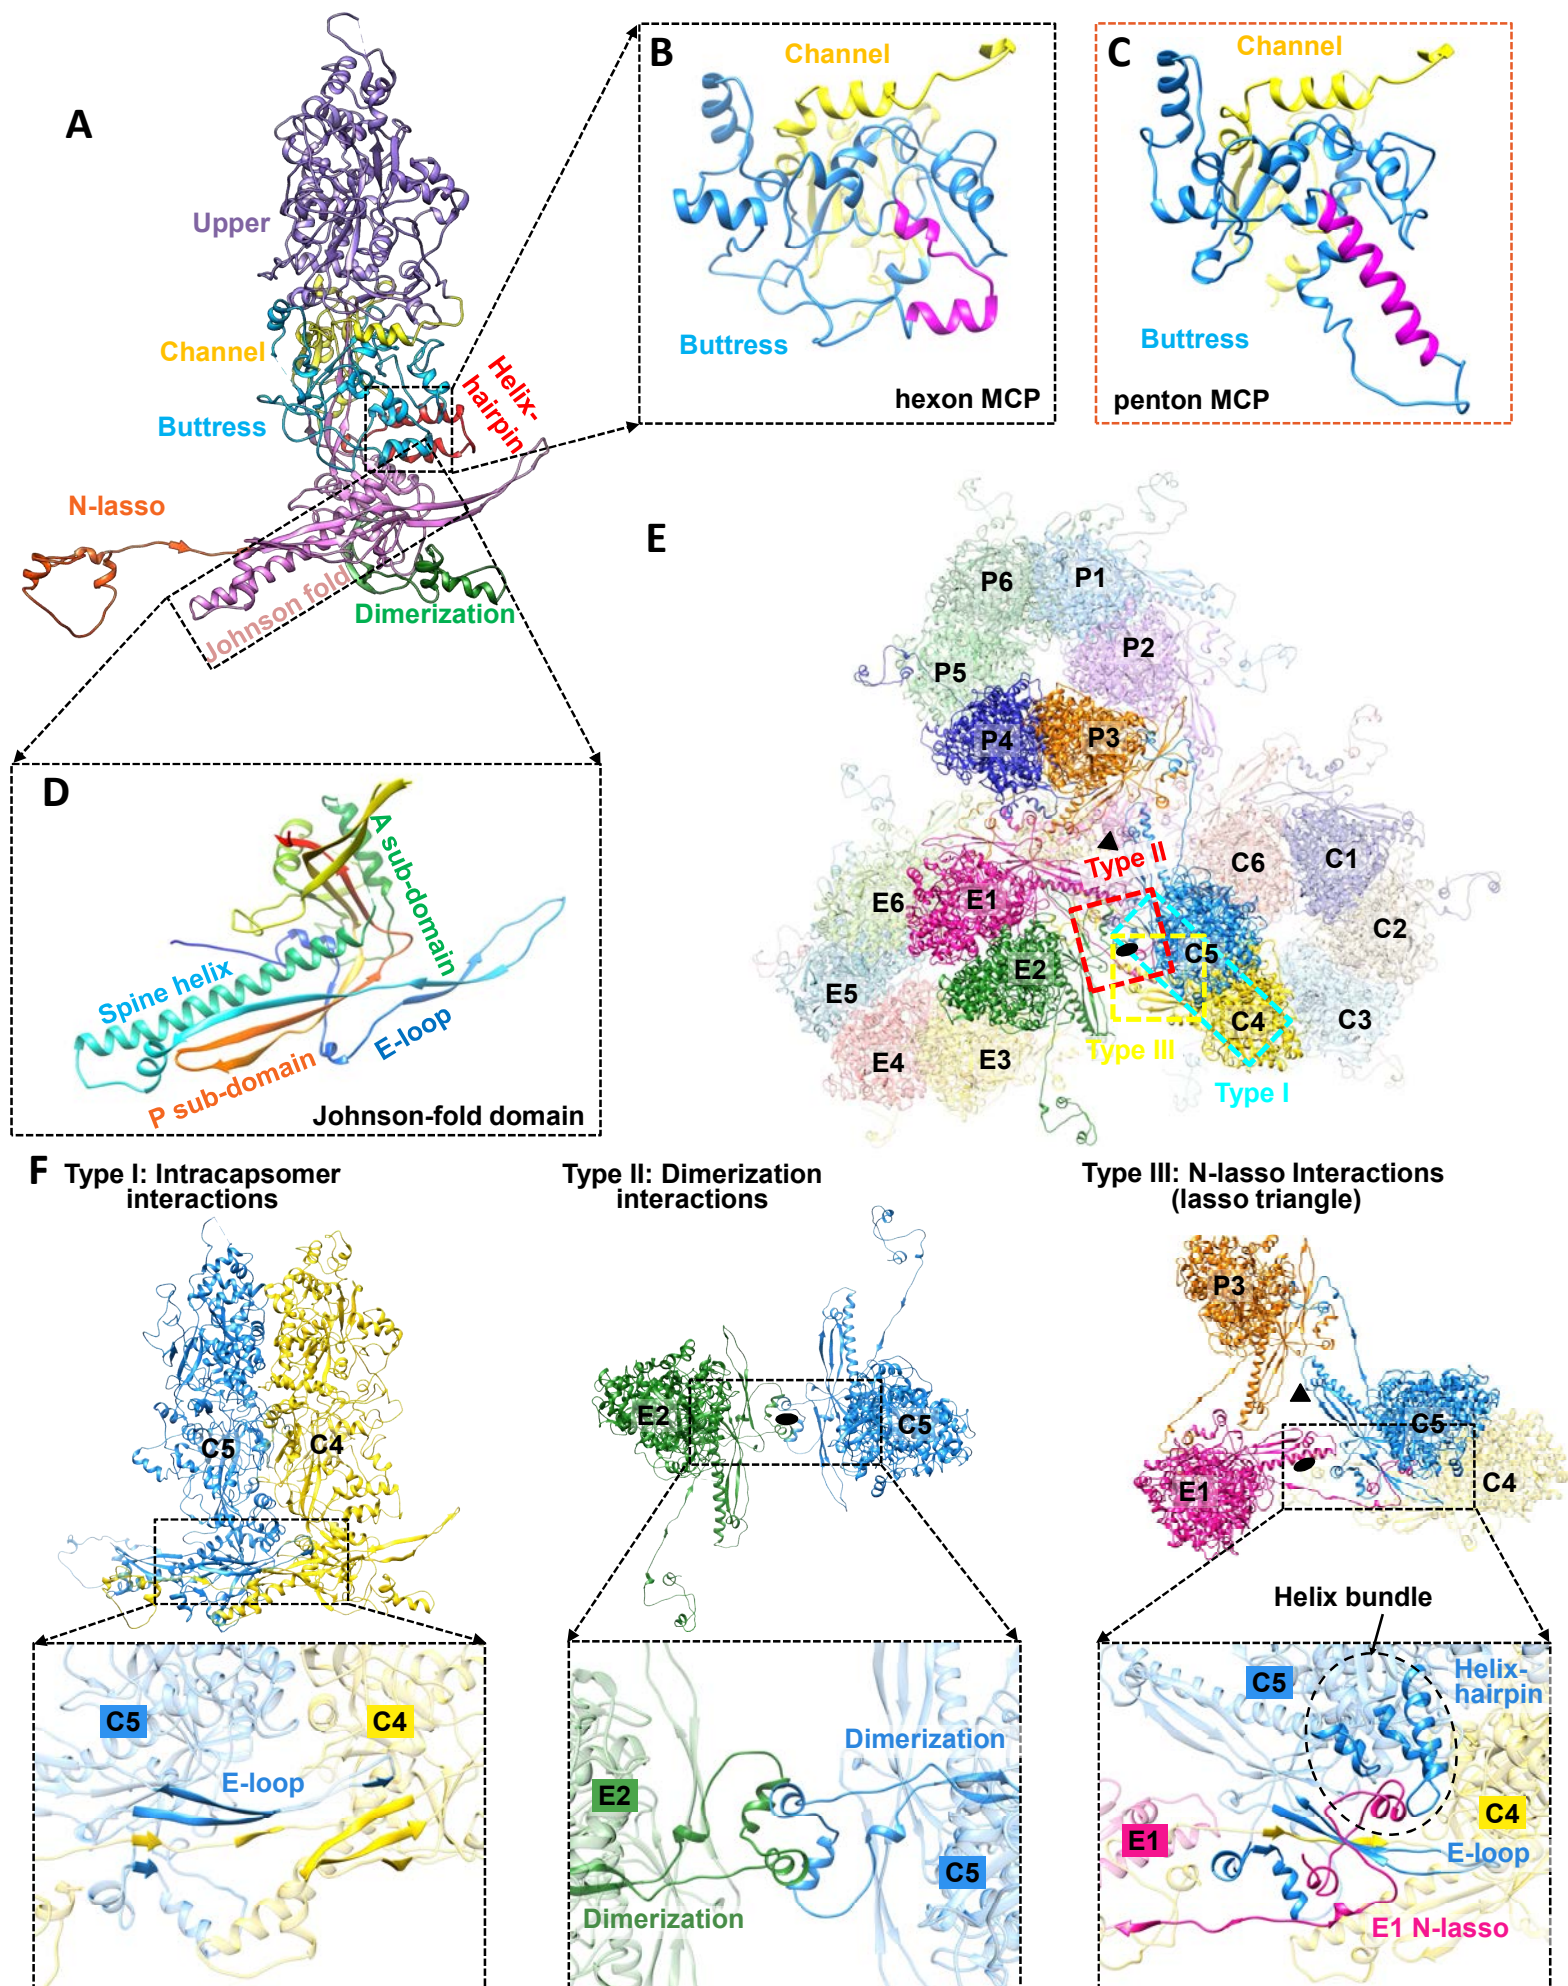 A
Upper
Channel
Buttress
Helix-
hairpin
N-lasso
Johnson fold
Dimerization
B
Channel
Buttress
hexon MCP
C
Channel
Buttress
penton MCP
D
A sub-domain
Spine helix
E-loop
P sub-domain
Johnson-fold domain
E
P6
P1
P2
P5
P4
P3
Type II
C6
C1
E6
E1
C2
C5
E2
E5
C4
C3
E4
E3
Type III
Type I
F
Type I: Intracapsomer
interactions
C5
C4
C5
C4
E-loop
Type II: Dimerization
interactions
E2
C5
Dimerization
E2
C5
Dimerization
Type III: N-lasso Interactions
(lasso triangle)
P3
C5
E1
C4
Helix bundle
C5
Helix-
hairpin
C4
E1
E-loop
E1 N-lasso